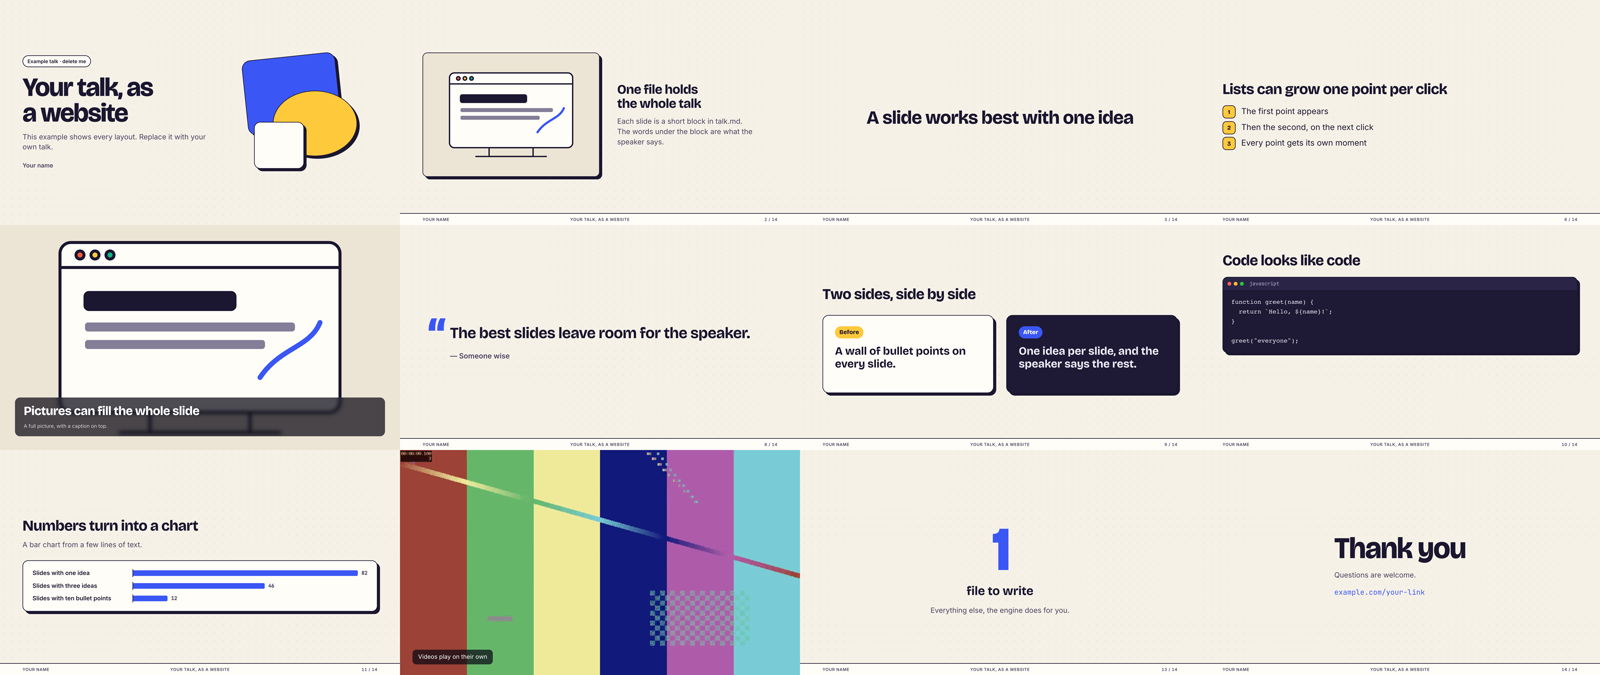 Example talk · delete me
Your talk, as
a website
This example shows every layout. Replace it with your
own talk.
Your name
One file holds
the whole talk
Each slide is a short block in talk.md.
The words under the block are what the
speaker says.
YOUR NAME
YOUR TALK, AS A WEBSITE
2 / 14
A slide works best with one idea
YOUR NAME
YOUR TALK, AS A WEBSITE
3 / 14
Lists can grow one point per click
1 The first point appears
2 Then the second, on the next click
3 Every point gets its own moment
YOUR NAME
YOUR TALK, AS A WEBSITE
6 / 14
Pictures can fill the whole slide
A full picture, with a caption on top.
“ The best slides leave room for the speaker.
— Someone wise
YOUR NAME
YOUR TALK, AS A WEBSITE
8 / 14
Two sides, side by side
Before
A wall of bullet points on
every slide.
After
One idea per slide, and the
speaker says the rest.
YOUR NAME
YOUR TALK, AS A WEBSITE
9 / 14
Code looks like code
javascript
function greet(name) {
return `Hello, ${name}!`;
}
greet("everyone");
YOUR NAME
YOUR TALK, AS A WEBSITE
10 / 14
Numbers turn into a chart
A bar chart from a few lines of text.
Slides with one idea 82
Slides with three ideas 46
Slides with ten bullet points 12
YOUR NAME
YOUR TALK, AS A WEBSITE
11 / 14
Videos play on their own
1
file to write
Everything else, the engine does for you.
YOUR NAME
YOUR TALK, AS A WEBSITE
13 / 14
Thank you
Questions are welcome.
example.com/your-link
YOUR NAME
YOUR TALK, AS A WEBSITE
14 / 14